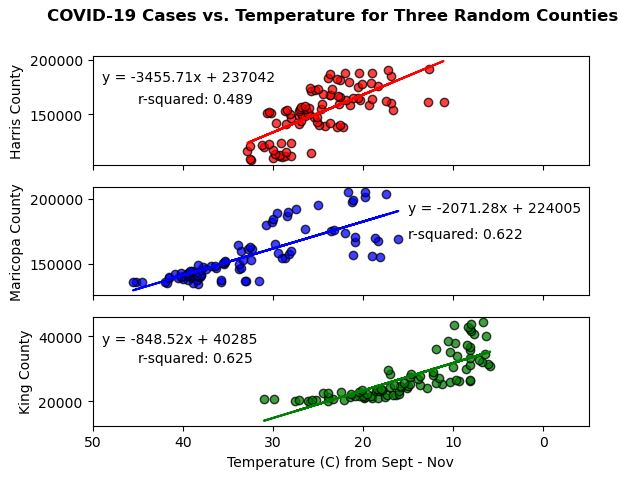 COVID-19 Cases vs. Temperature for Three Random Counties
200000
150000
Harris County
y = -3455.71x + 237042
r-squared: 0.489
200000
150000
Maricopa County
y = -2071.28x + 224005
r-squared: 0.622
40000
20000
King County
y = -848.52x + 40285
r-squared: 0.625
50 40 30 20 10 0
Temperature (C) from Sept - Nov